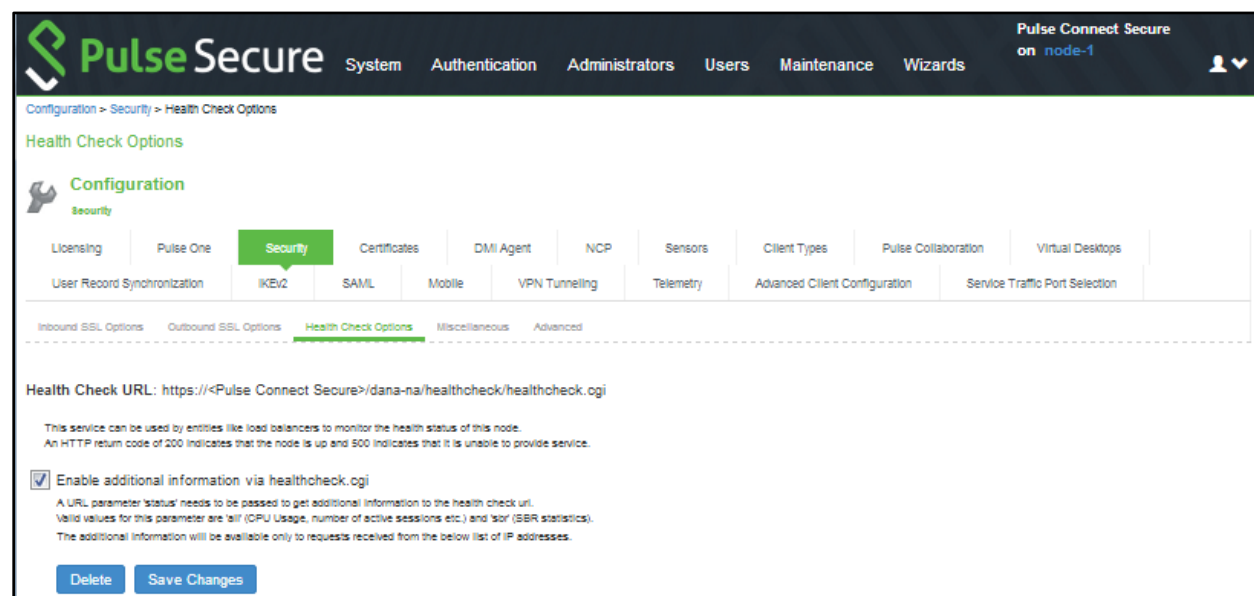 Pulse Secure
System Authentication Administrators Users Maintenance Wizards
Pulse Connect Secure
on node-1
Configuration > Security > Health Check Options
Health Check Options
Configuration
Security
Licensing Pulse One Security Certificates DMI Agent NCP Sensors Client Types Pulse Collaboration Virtual Desktops
User Record Synchronization IKEv2 SAML Mobile VPN Tunneling Telemetry Advanced Client Configuration Service Traffic Port Selection
Inbound SSL Options Outbound SSL Options Health Check Options Miscellaneous Advanced
Health Check URL: https://<Pulse Connect Secure>/dana-na/healthcheck/healthcheck.cgi
This service can be used by entities like load balancers to monitor the health status of this node.
An HTTP return code of 200 indicates that the node is up and 500 indicates that it is unable to provide service.
Enable additional information via healthcheck.cgi
A URL parameter 'status' needs to be passed to get additional information to the health check url.
Valid values for this parameter are 'all' (CPU Usage, number of active sessions etc.) and 'sbr' (SBR statistics).
The additional information will be available only to requests received from the below list of IP addresses.
Delete Save Changes